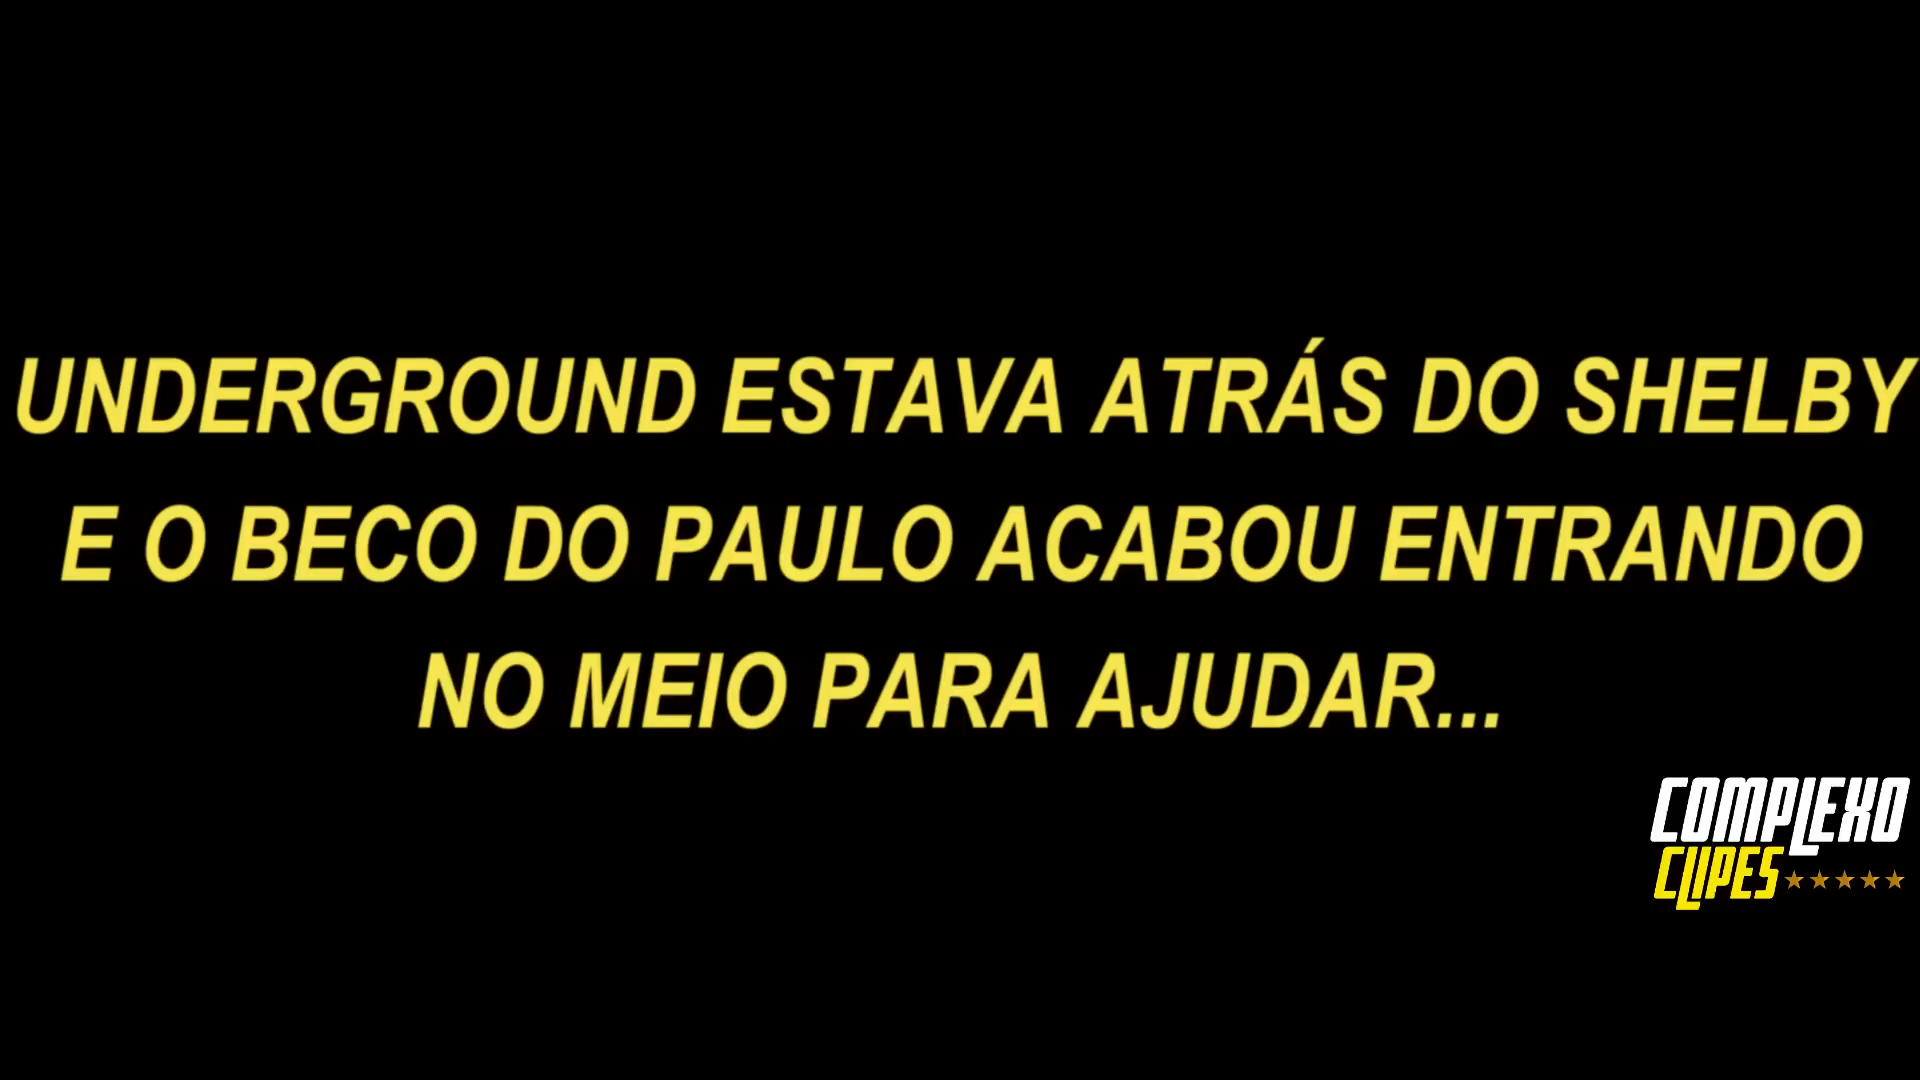 UNDERGROUND ESTAVA ATRÁS DO SHELBY
E O BECO DO PAULO ACABOU ENTRANDO
NO MEIO PARA AJUDAR...
COMPLEXO
CLIPES